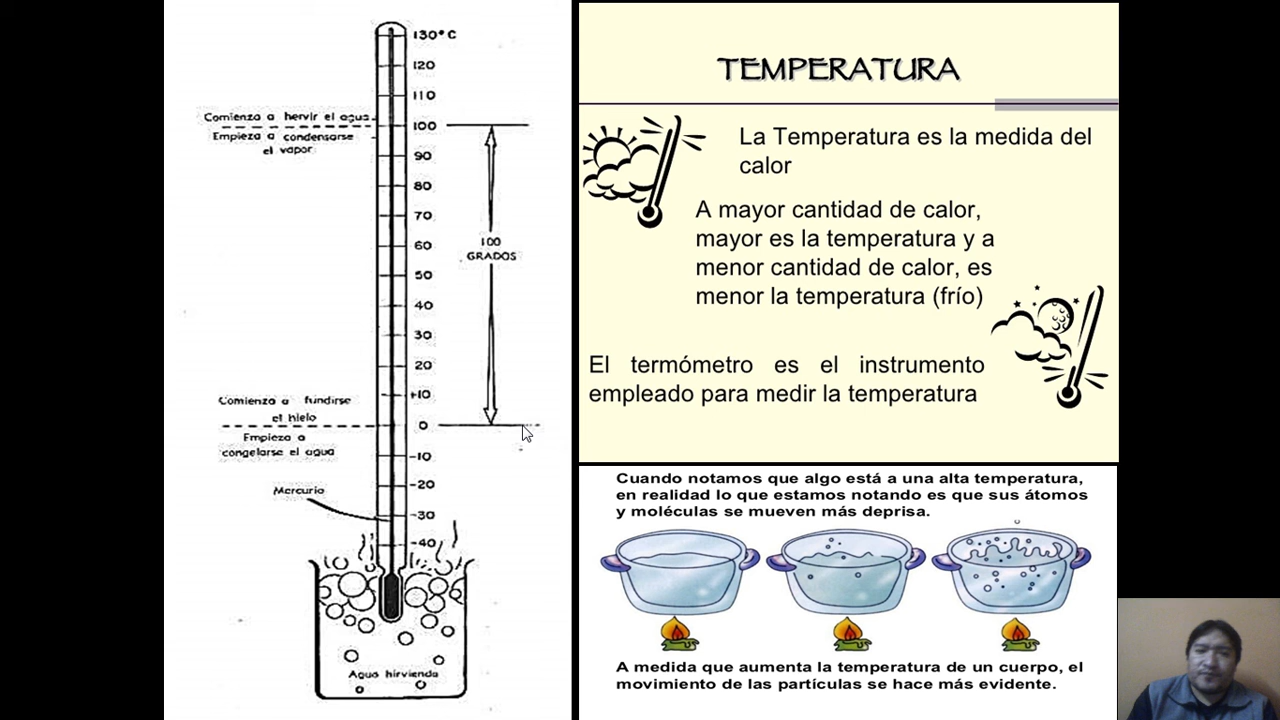 130° C
120
110
Comienza a hervir el agua
100
Empieza a condensarse
el vapor
90
80
70
60
100
GRADOS
50
40
30
20
+10
Comienza a fundirse
el hielo
0
Empieza a
congelarse el agua
-10
-20
Mercurio
-30
-40
Agua hirviendo
TEMPERATURA
La Temperatura es la medida del
calor
A mayor cantidad de calor,
mayor es la temperatura y a
menor cantidad de calor, es
menor la temperatura (frío)
El termómetro es el instrumento
empleado para medir la temperatura
Cuando notamos que algo está a una alta temperatura,
en realidad lo que estamos notando es que sus átomos
y moléculas se mueven más deprisa.
A medida que aumenta la temperatura de un cuerpo, el
movimiento de las partículas se hace más evidente.